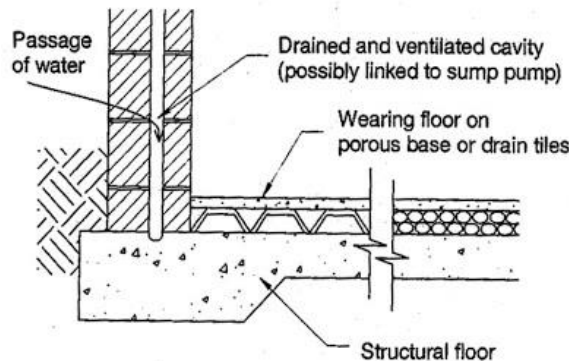 Passage
of water
Drained and ventilated cavity
(possibly linked to sump pump)
Wearing floor on
porous base or drain tiles
Structural floor